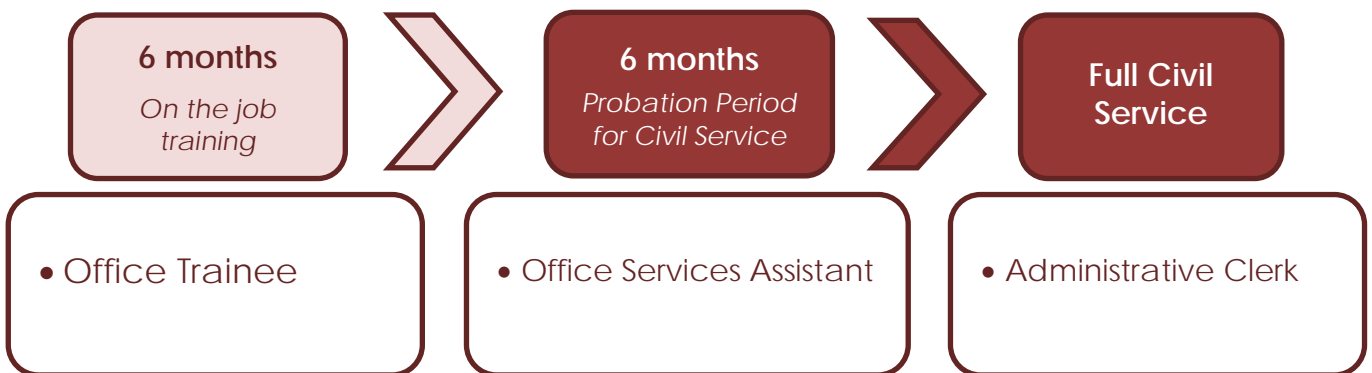 6 months
On the job
training
6 months
Probation Period
for Civil Service
Full Civil
Service
• Office Trainee
• Office Services Assistant
• Administrative Clerk